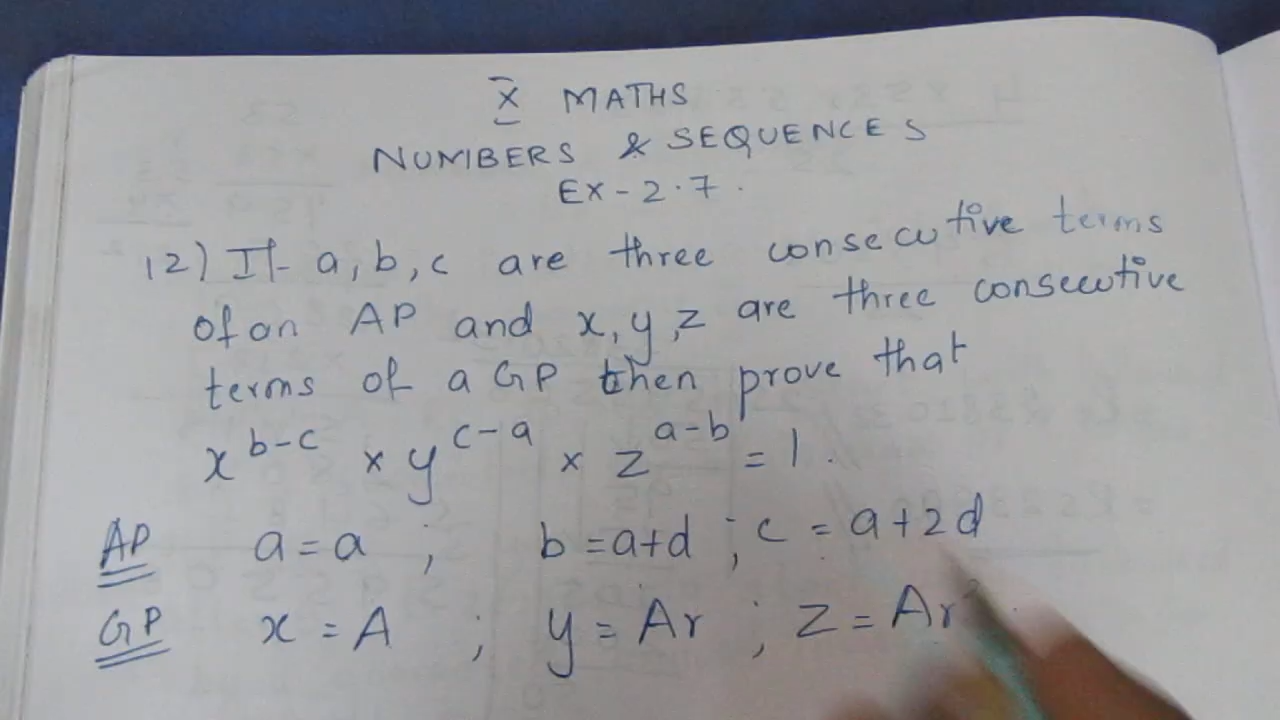 X MATHS
NUMBERS & SEQUENCES
EX-2.7.
12) If a, b, c are three consecutive terms
of an AP and x, y, z are three consecutive
terms of a GP then prove that
x^{b-c} × y^{c-a} × z^{a-b} = 1.
AP a = a ; b = a+d ; c = a+2d
GP x = A ; y = Ar ; z = Ar²